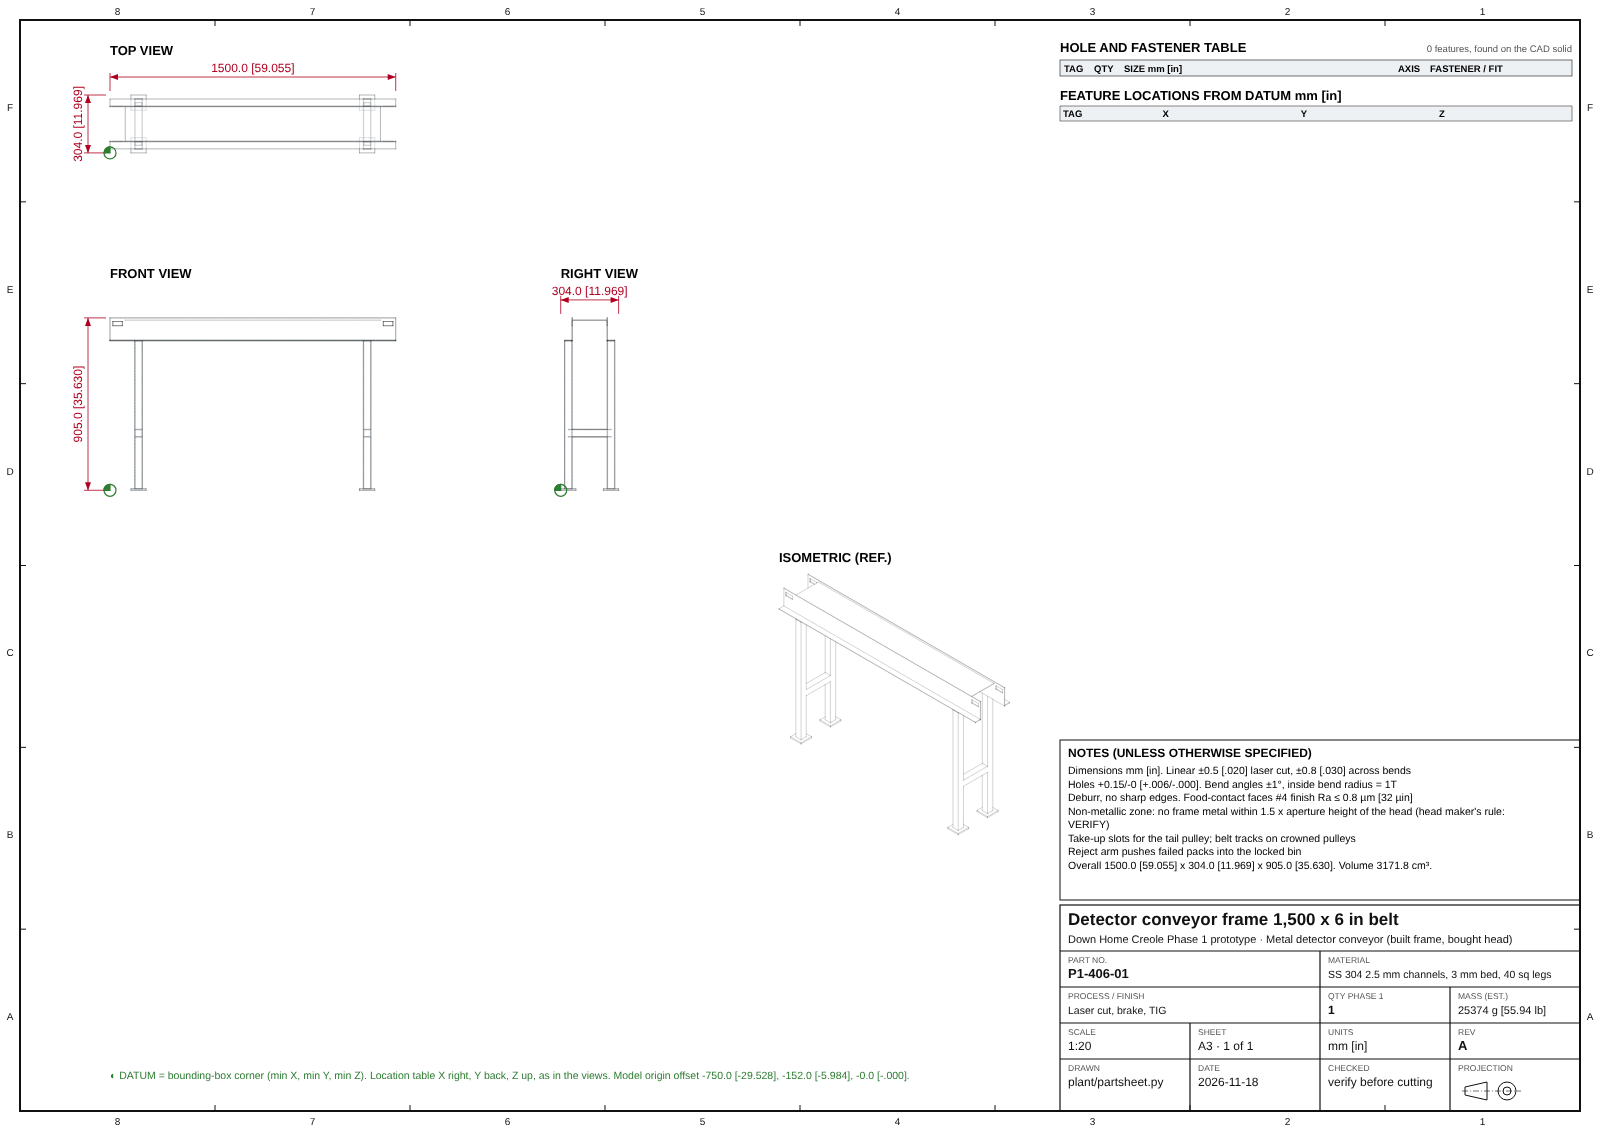 8 7 6 5 4 3 2 1
F E D C B A
F E D C B A
TOP VIEW
1500.0 [59.055]
304.0 [11.969]
FRONT VIEW
905.0 [35.630]
RIGHT VIEW
304.0 [11.969]
ISOMETRIC (REF.)
HOLE AND FASTENER TABLE
0 features, found on the CAD solid
TAG QTY SIZE mm [in] AXIS FASTENER / FIT
FEATURE LOCATIONS FROM DATUM mm [in]
TAG X Y Z
NOTES (UNLESS OTHERWISE SPECIFIED)
Dimensions mm [in]. Linear ±0.5 [.020] laser cut, ±0.8 [.030] across bends
Holes +0.15/-0 [+.006/-.000]. Bend angles ±1°, inside bend radius = 1T
Deburr, no sharp edges. Food-contact faces #4 finish Ra ≤ 0.8 µm [32 µin]
Non-metallic zone: no frame metal within 1.5 x aperture height of the head (head maker's rule:
VERIFY)
Take-up slots for the tail pulley; belt tracks on crowned pulleys
Reject arm pushes failed packs into the locked bin
Overall 1500.0 [59.055] x 304.0 [11.969] x 905.0 [35.630]. Volume 3171.8 cm³.
Detector conveyor frame 1,500 x 6 in belt
Down Home Creole Phase 1 prototype · Metal detector conveyor (built frame, bought head)
PART NO.
P1-406-01
MATERIAL
SS 304 2.5 mm channels, 3 mm bed, 40 sq legs
PROCESS / FINISH
Laser cut, brake, TIG
QTY PHASE 1
1
MASS (EST.)
25374 g [55.94 lb]
SCALE
1:20
SHEET
A3 · 1 of 1
UNITS
mm [in]
REV
A
DRAWN
plant/partsheet.py
DATE
2026-11-18
CHECKED
verify before cutting
PROJECTION
DATUM = bounding-box corner (min X, min Y, min Z). Location table X right, Y back, Z up, as in the views. Model origin offset -750.0 [-29.528], -152.0 [-5.984], -0.0 [-.000].
8 7 6 5 4 3 2 1